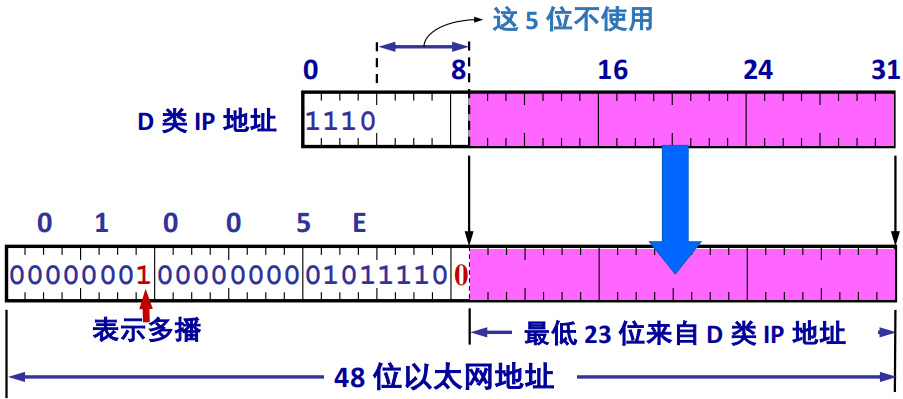 这 5 位不使用
0 8 16 24 31
D 类 IP 地址
1110
0 1 0 0 5 E
00000001 00000000 01011110 0
表示多播
最低 23 位来自 D 类 IP 地址
48 位以太网地址